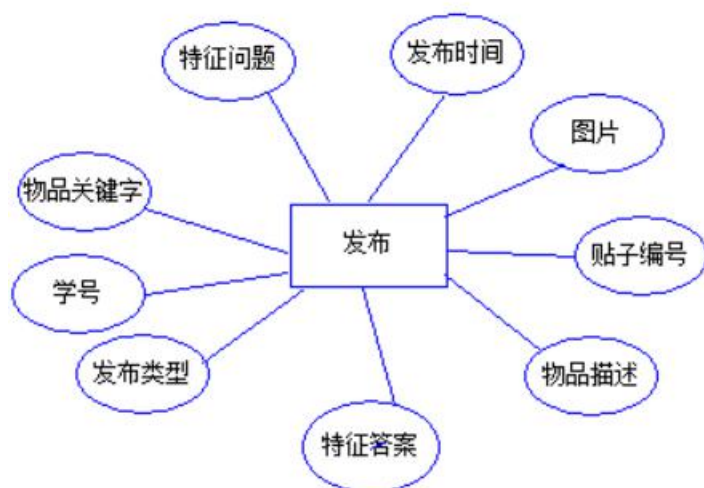 特征问题
发布时间
图片
物品关键字
发布
贴子编号
学号
发布类型
物品描述
特征答案